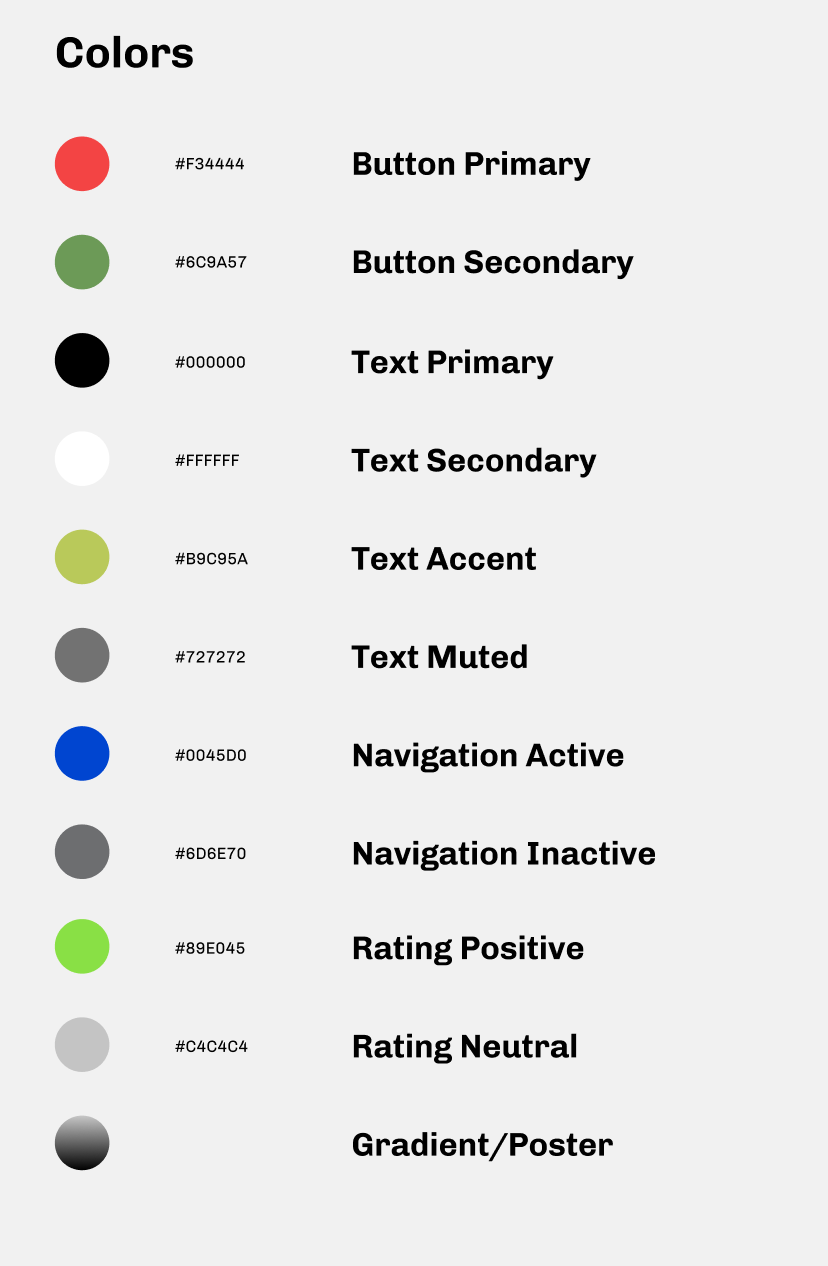 Colors
#F34444 Button Primary
#6C9A57 Button Secondary
#000000 Text Primary
#FFFFFF Text Secondary
#B9C95A Text Accent
#727272 Text Muted
#0045D0 Navigation Active
#6D6E70 Navigation Inactive
#89E045 Rating Positive
#C4C4C4 Rating Neutral
Gradient/Poster